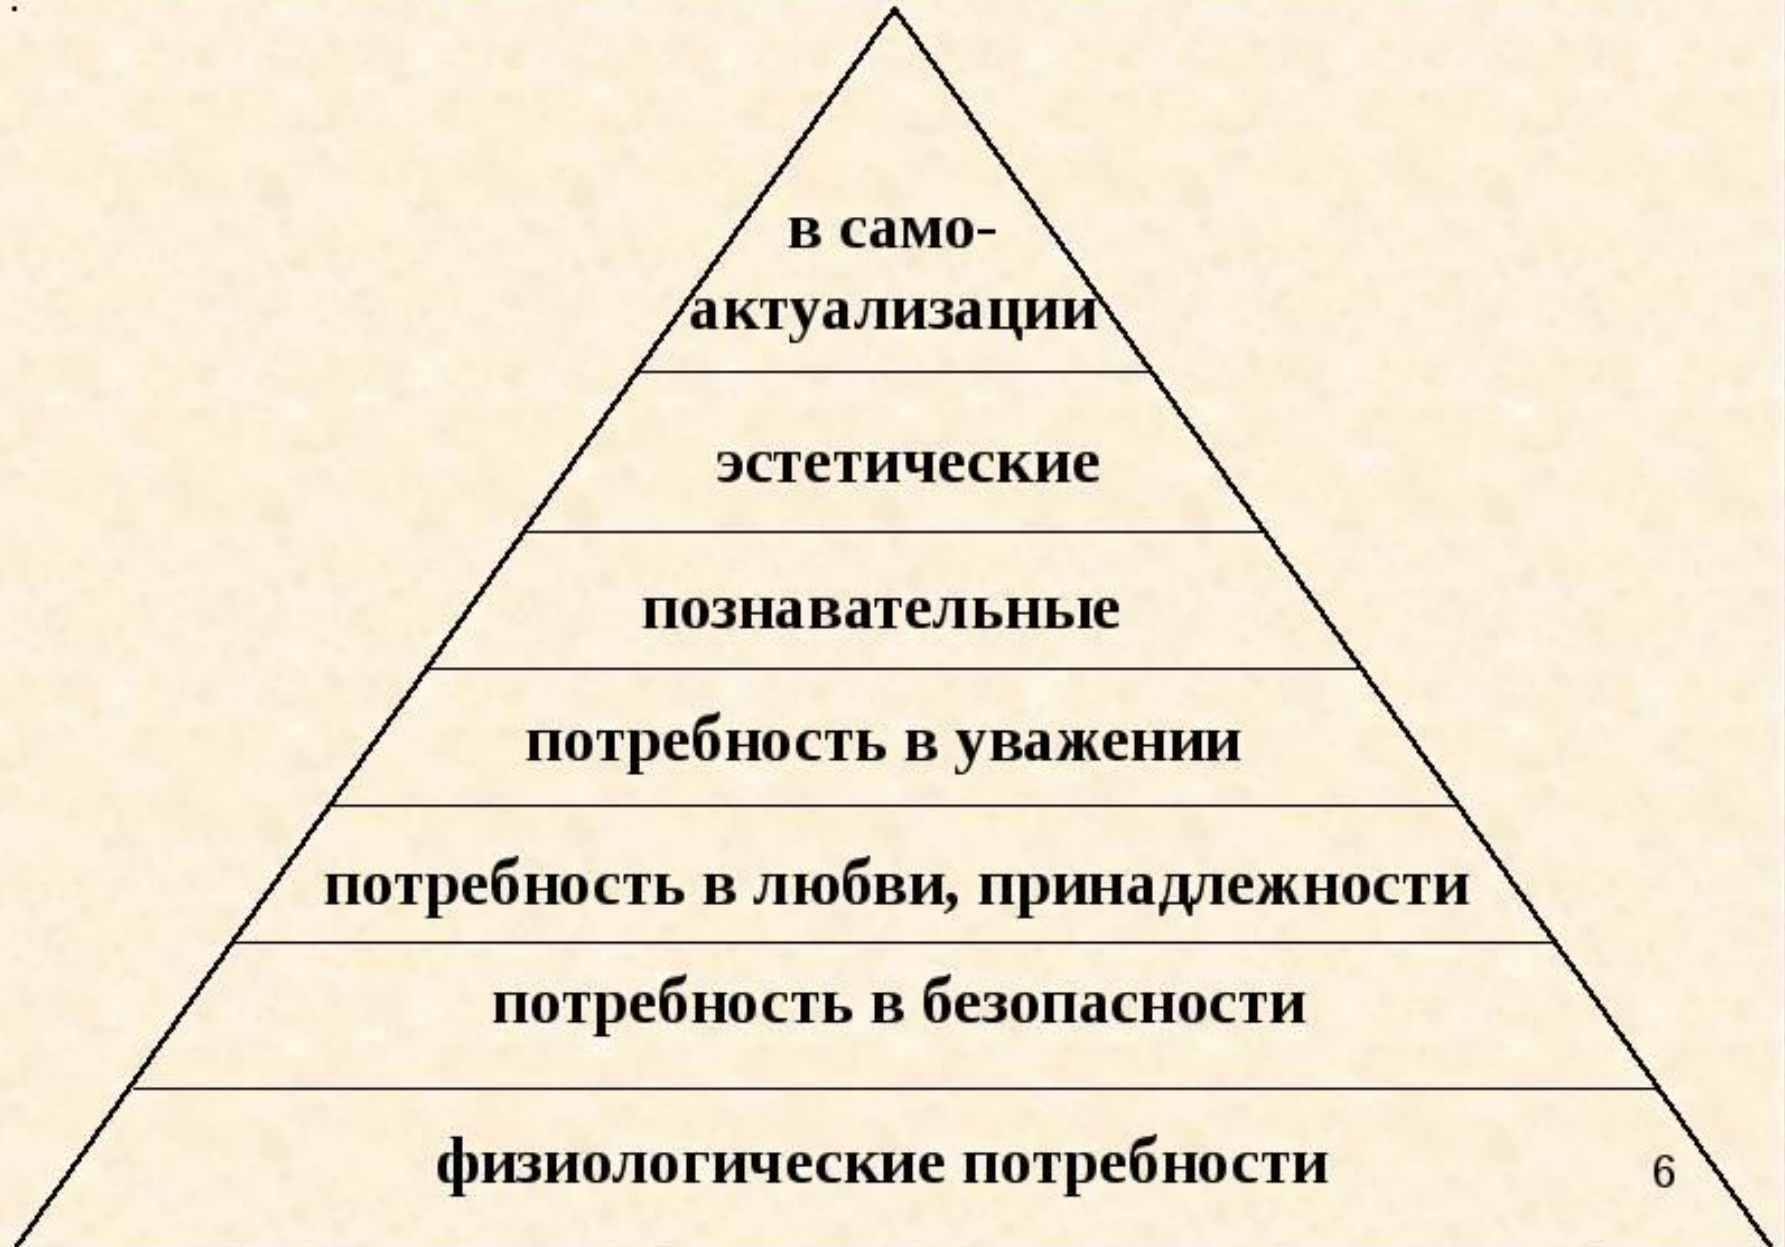 в само-
актуализации
эстетические
познавательные
потребность в уважении
потребность в любви, принадлежности
потребность в безопасности
физиологические потребности
6